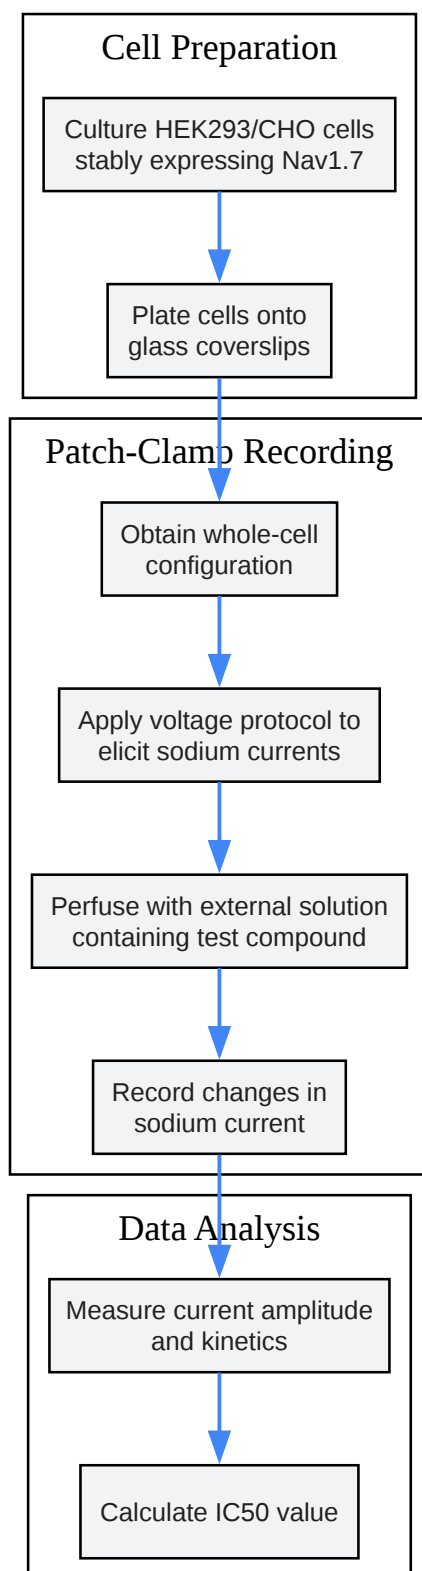 Cell Preparation
Culture HEK293/CHO cells
stably expressing Nav1.7
Plate cells onto
glass coverslips
Patch-Clamp Recording
Obtain whole-cell
configuration
Apply voltage protocol to
elicit sodium currents
Perfuse with external solution
containing test compound
Record changes in
sodium current
Data Analysis
Measure current amplitude
and kinetics
Calculate IC50 value